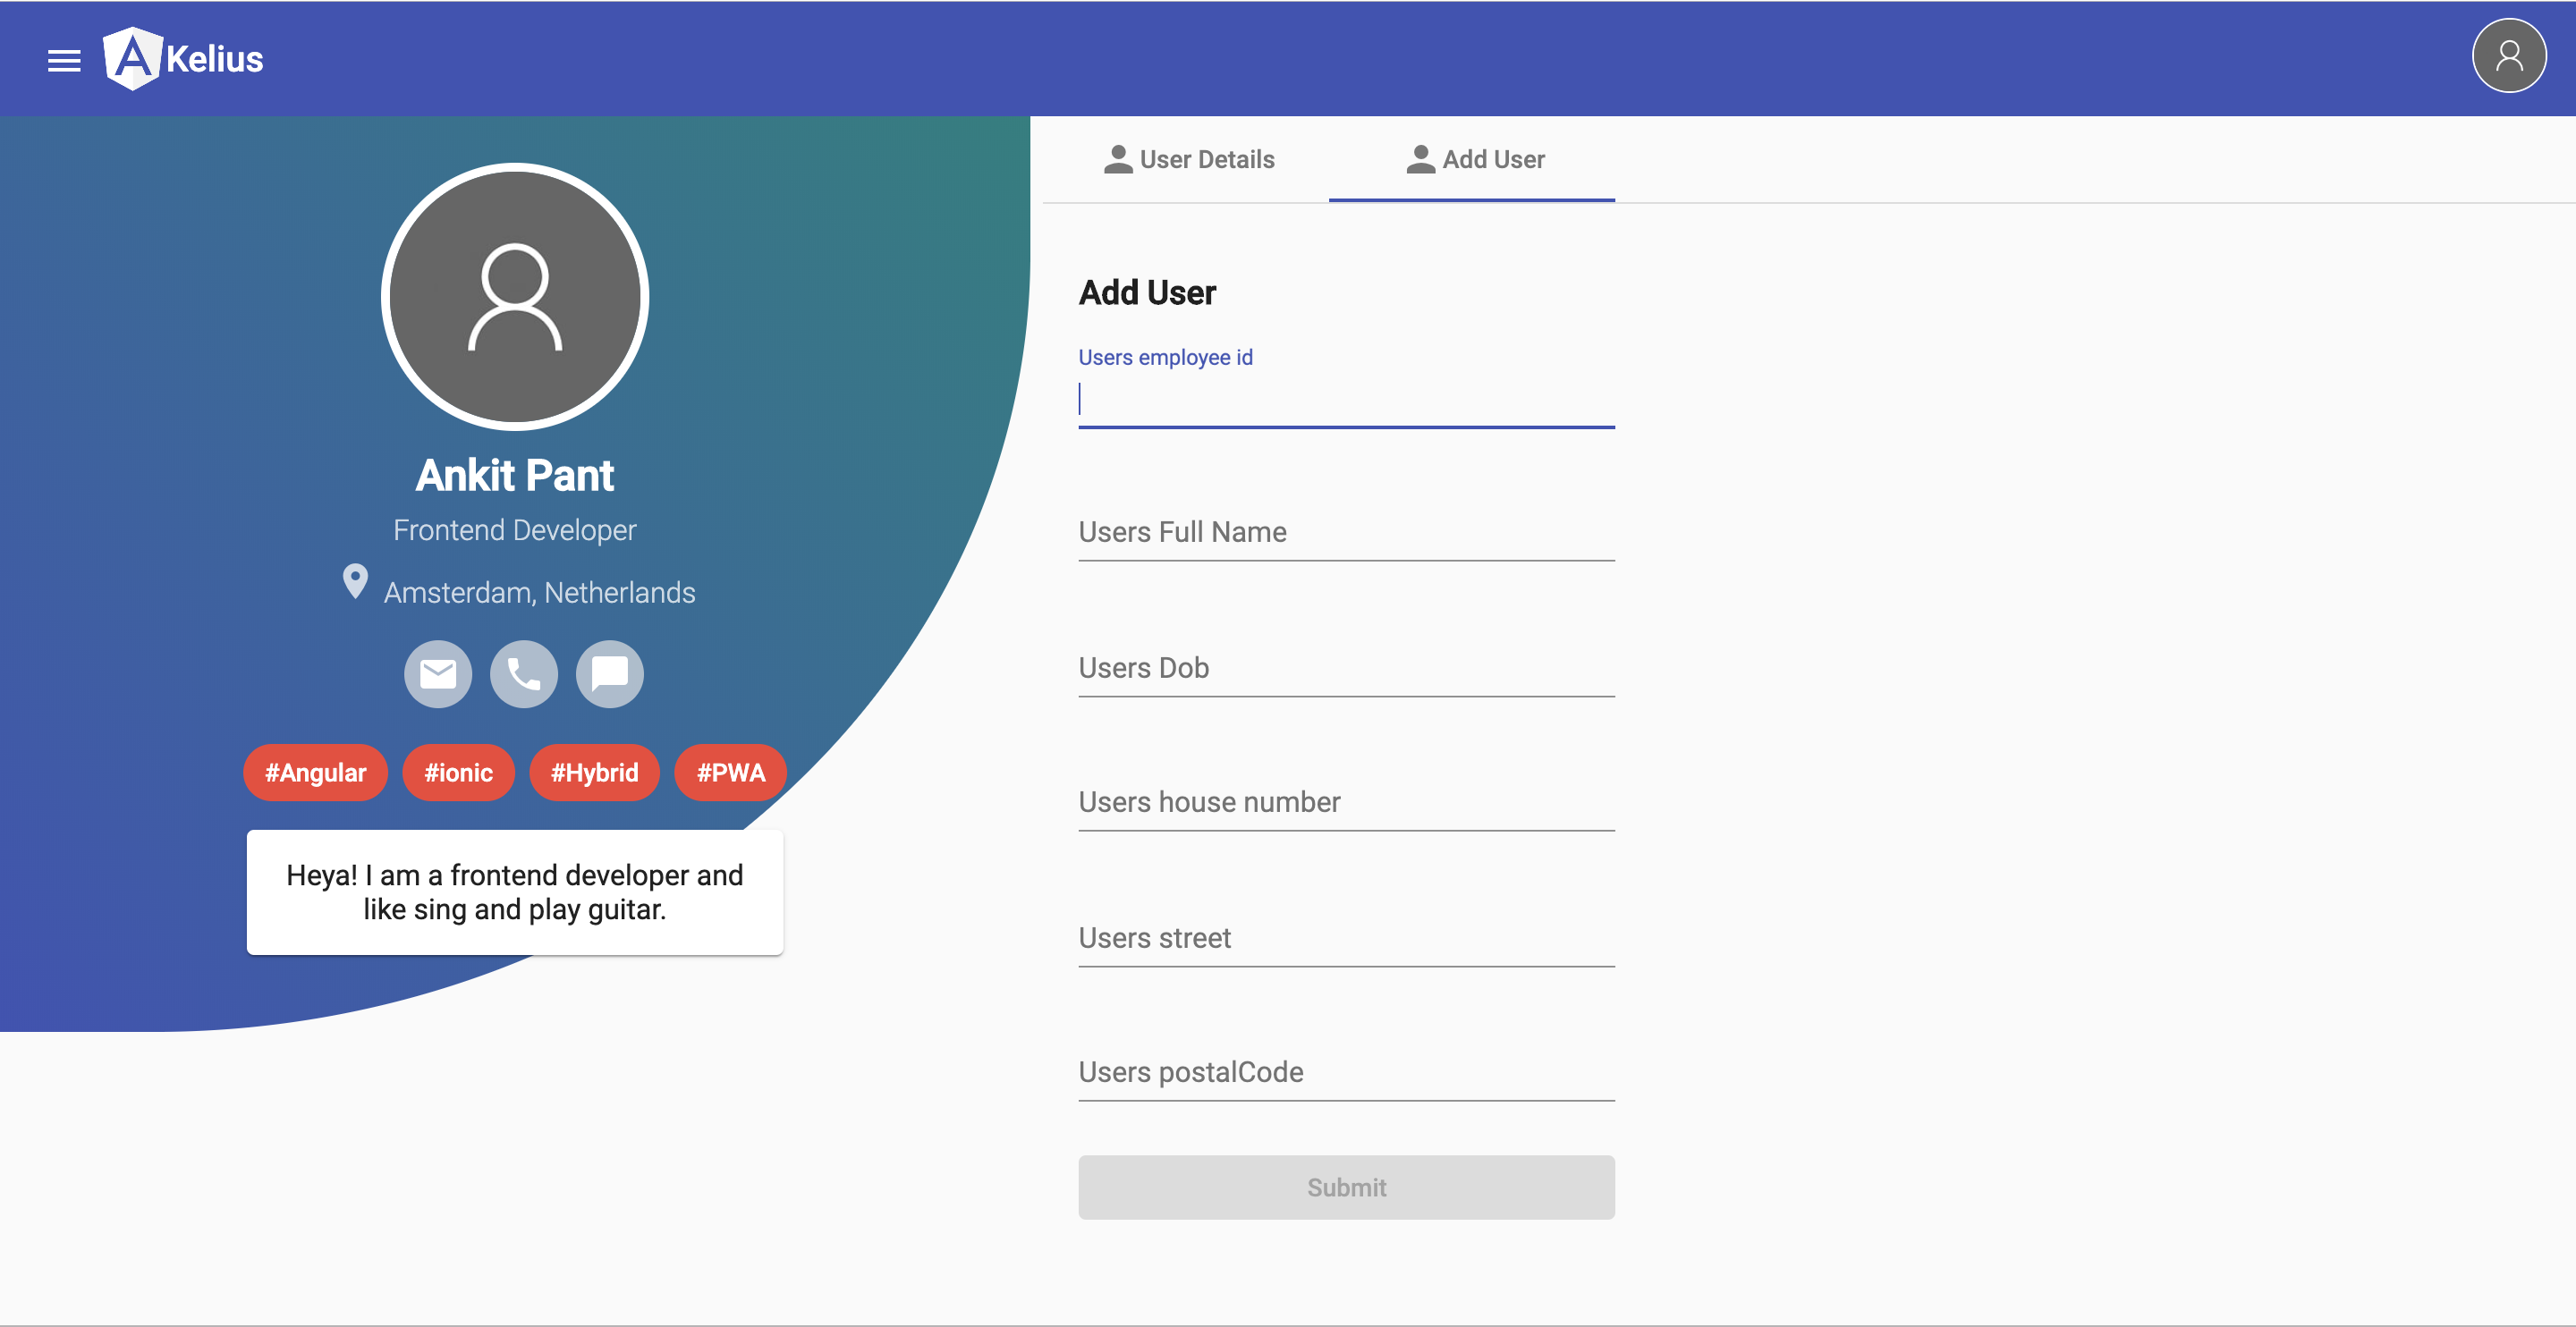 Kelius
Ankit Pant
Frontend Developer
Amsterdam, Netherlands
#Angular #ionic #Hybrid #PWA
Heya! I am a frontend developer and
like sing and play guitar.
User Details Add User
Add User
Users employee id
Users Full Name
Users Dob
Users house number
Users street
Users postalCode
Submit